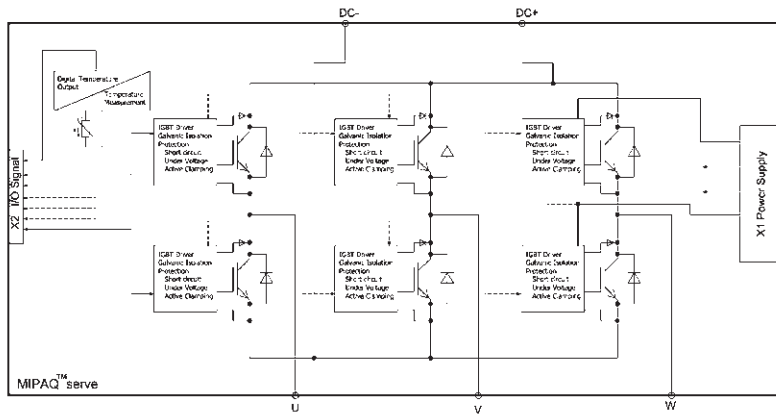 DC-
DC+
Digital Temperature
Output
Temperature
Measurement
IGBT Driver
Galvanic Isolation
Protection
Short circuit
Under Voltage
Active Clamping
IGBT Driver
Galvanic Isolation
Protection
Short circuit
Under Voltage
Active Clamping
IGBT Driver
Galvanic Isolation
Protection
Short circuit
Under Voltage
Active Clamping
X2 I/O Signal
X1 Power Supply
IGBT Driver
Galvanic Isolation
Protection
Short circuit
Under Voltage
Active Clamping
IGBT Driver
Galvanic Isolation
Protection
Short circuit
Under Voltage
Active Clamping
IGBT Driver
Galvanic Isolation
Protection
Short circuit
Under Voltage
Active Clamping
MIPAQ™ serve
U
V
W